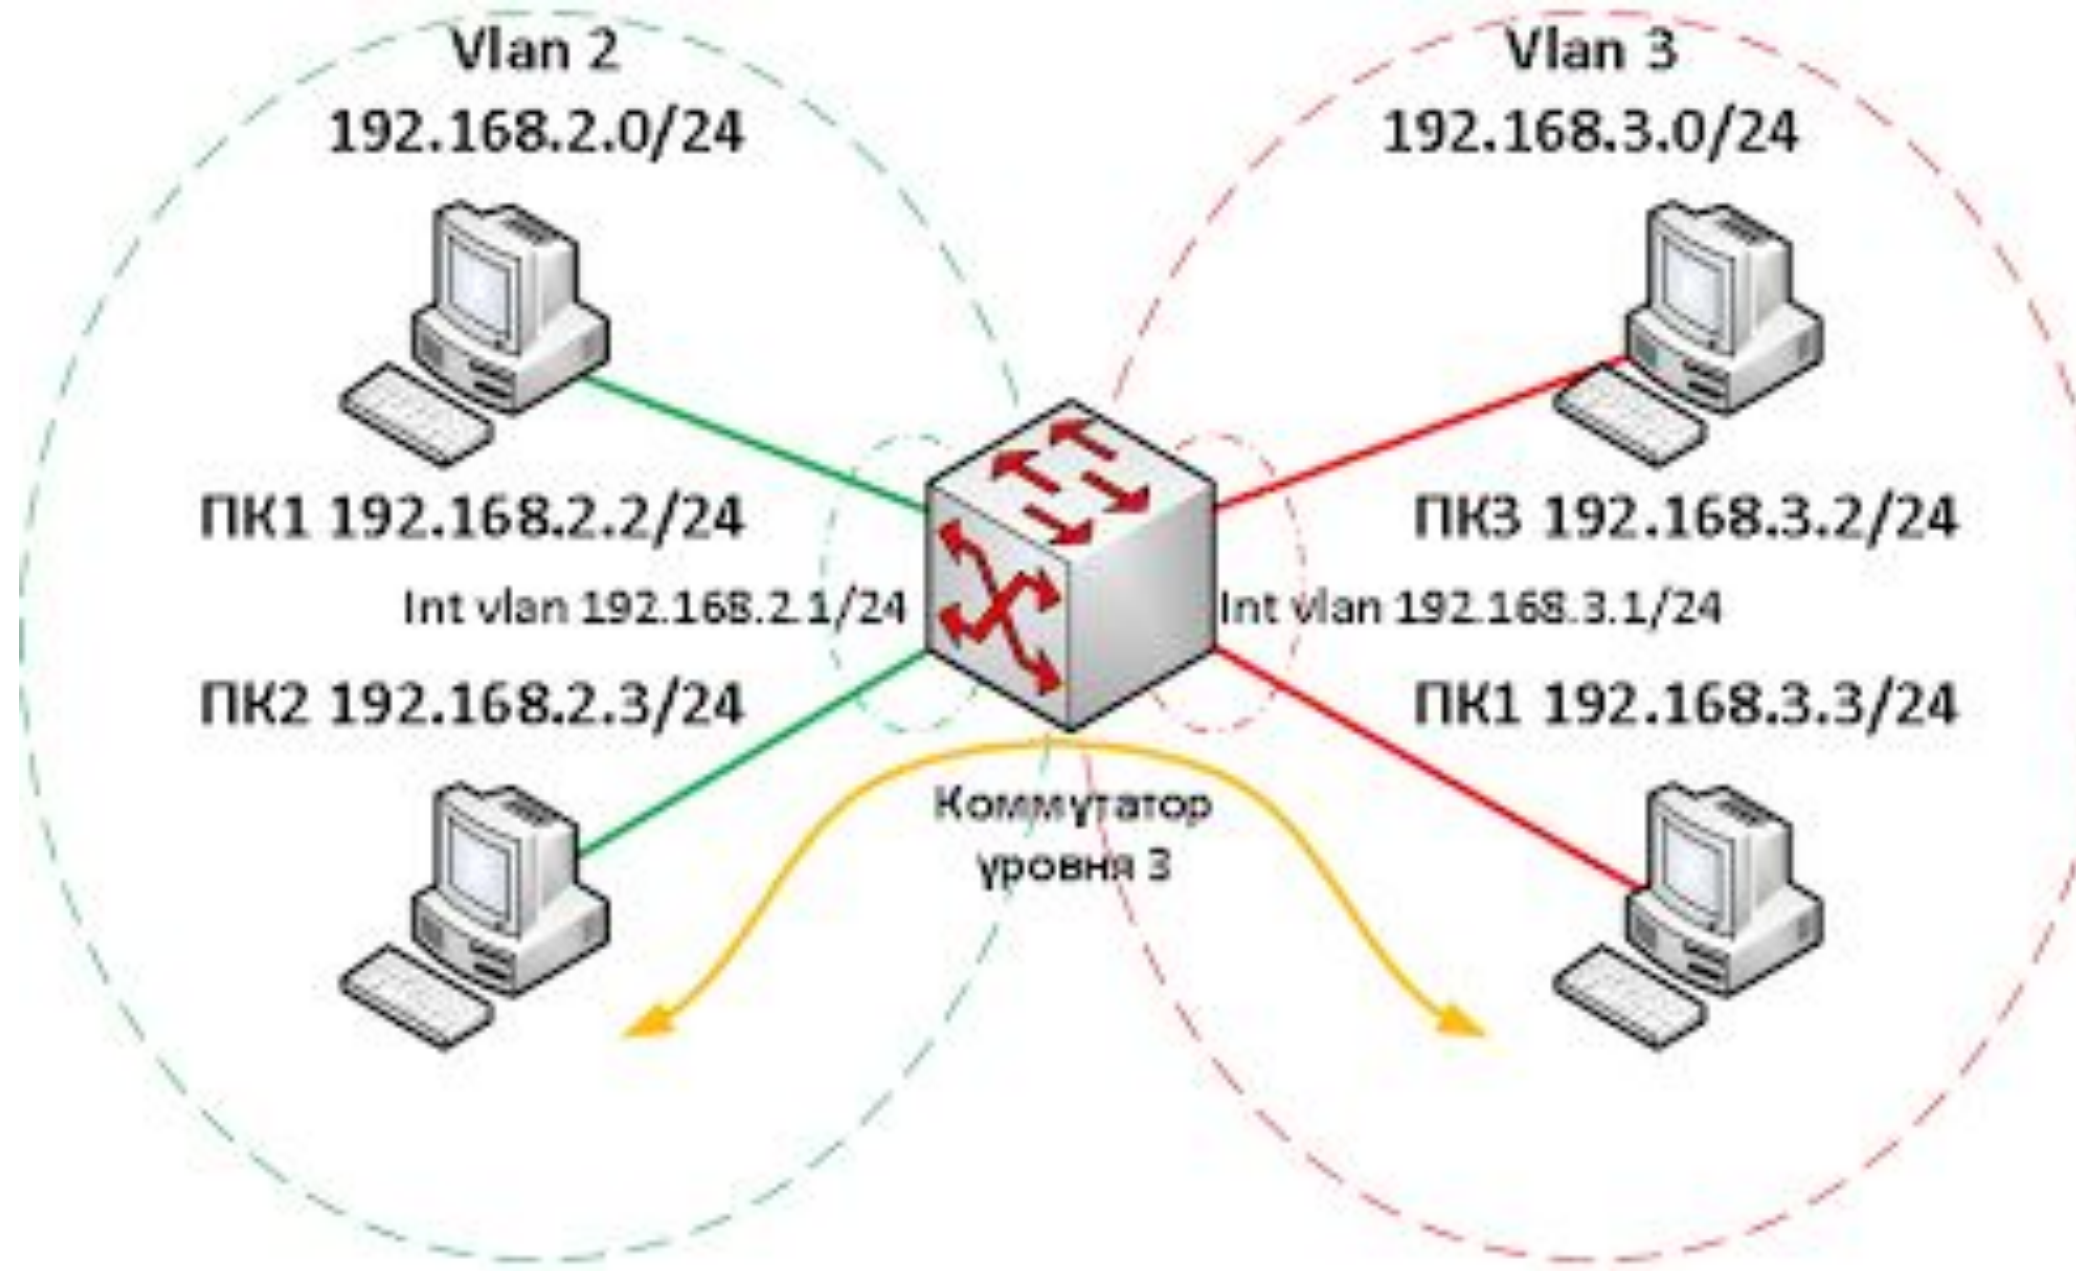 Vlan 2
192.168.2.0/24
Vlan 3
192.168.3.0/24
ПК1 192.168.2.2/24
ПК3 192.168.3.2/24
Int vlan 192.168.2.1/24
Int vlan 192.168.3.1/24
ПК2 192.168.2.3/24
ПК1 192.168.3.3/24
Коммутатор
уровня 3